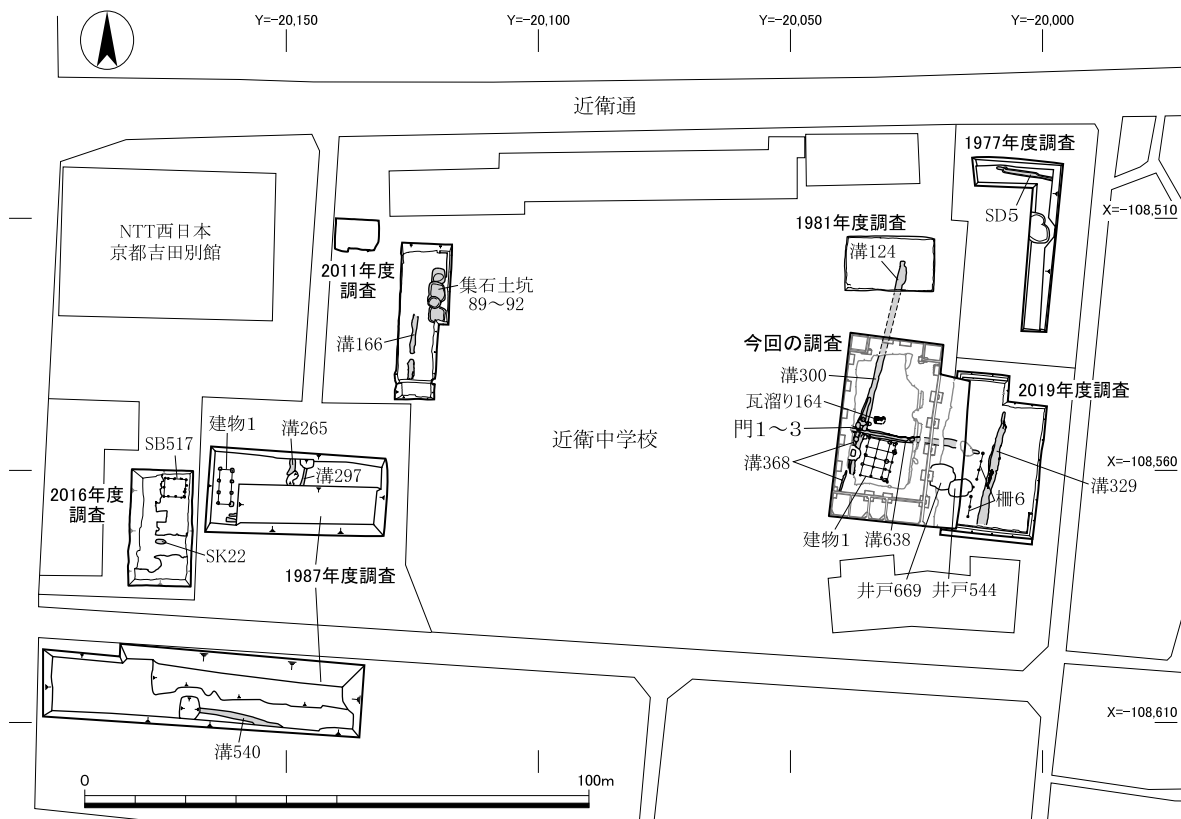 Y=-20,150
Y=-20,100
Y=-20,050
Y=-20,000
近衛通
1977年度調査
SD5
X=-108,510
NTT西日本
京都吉田別館
2011年度
調査
集石土坑
89～92
溝166
1981年度調査
溝124
今回の調査
溝300
瓦溜り164
門1～3
溝368
2019年度調査
近衛中学校
X=-108,560
溝329
柵6
建物1
溝638
井戸669
井戸544
SB517
建物1
溝265
溝297
2016年度
調査
SK22
1987年度調査
X=-108,610
溝540
0
100m